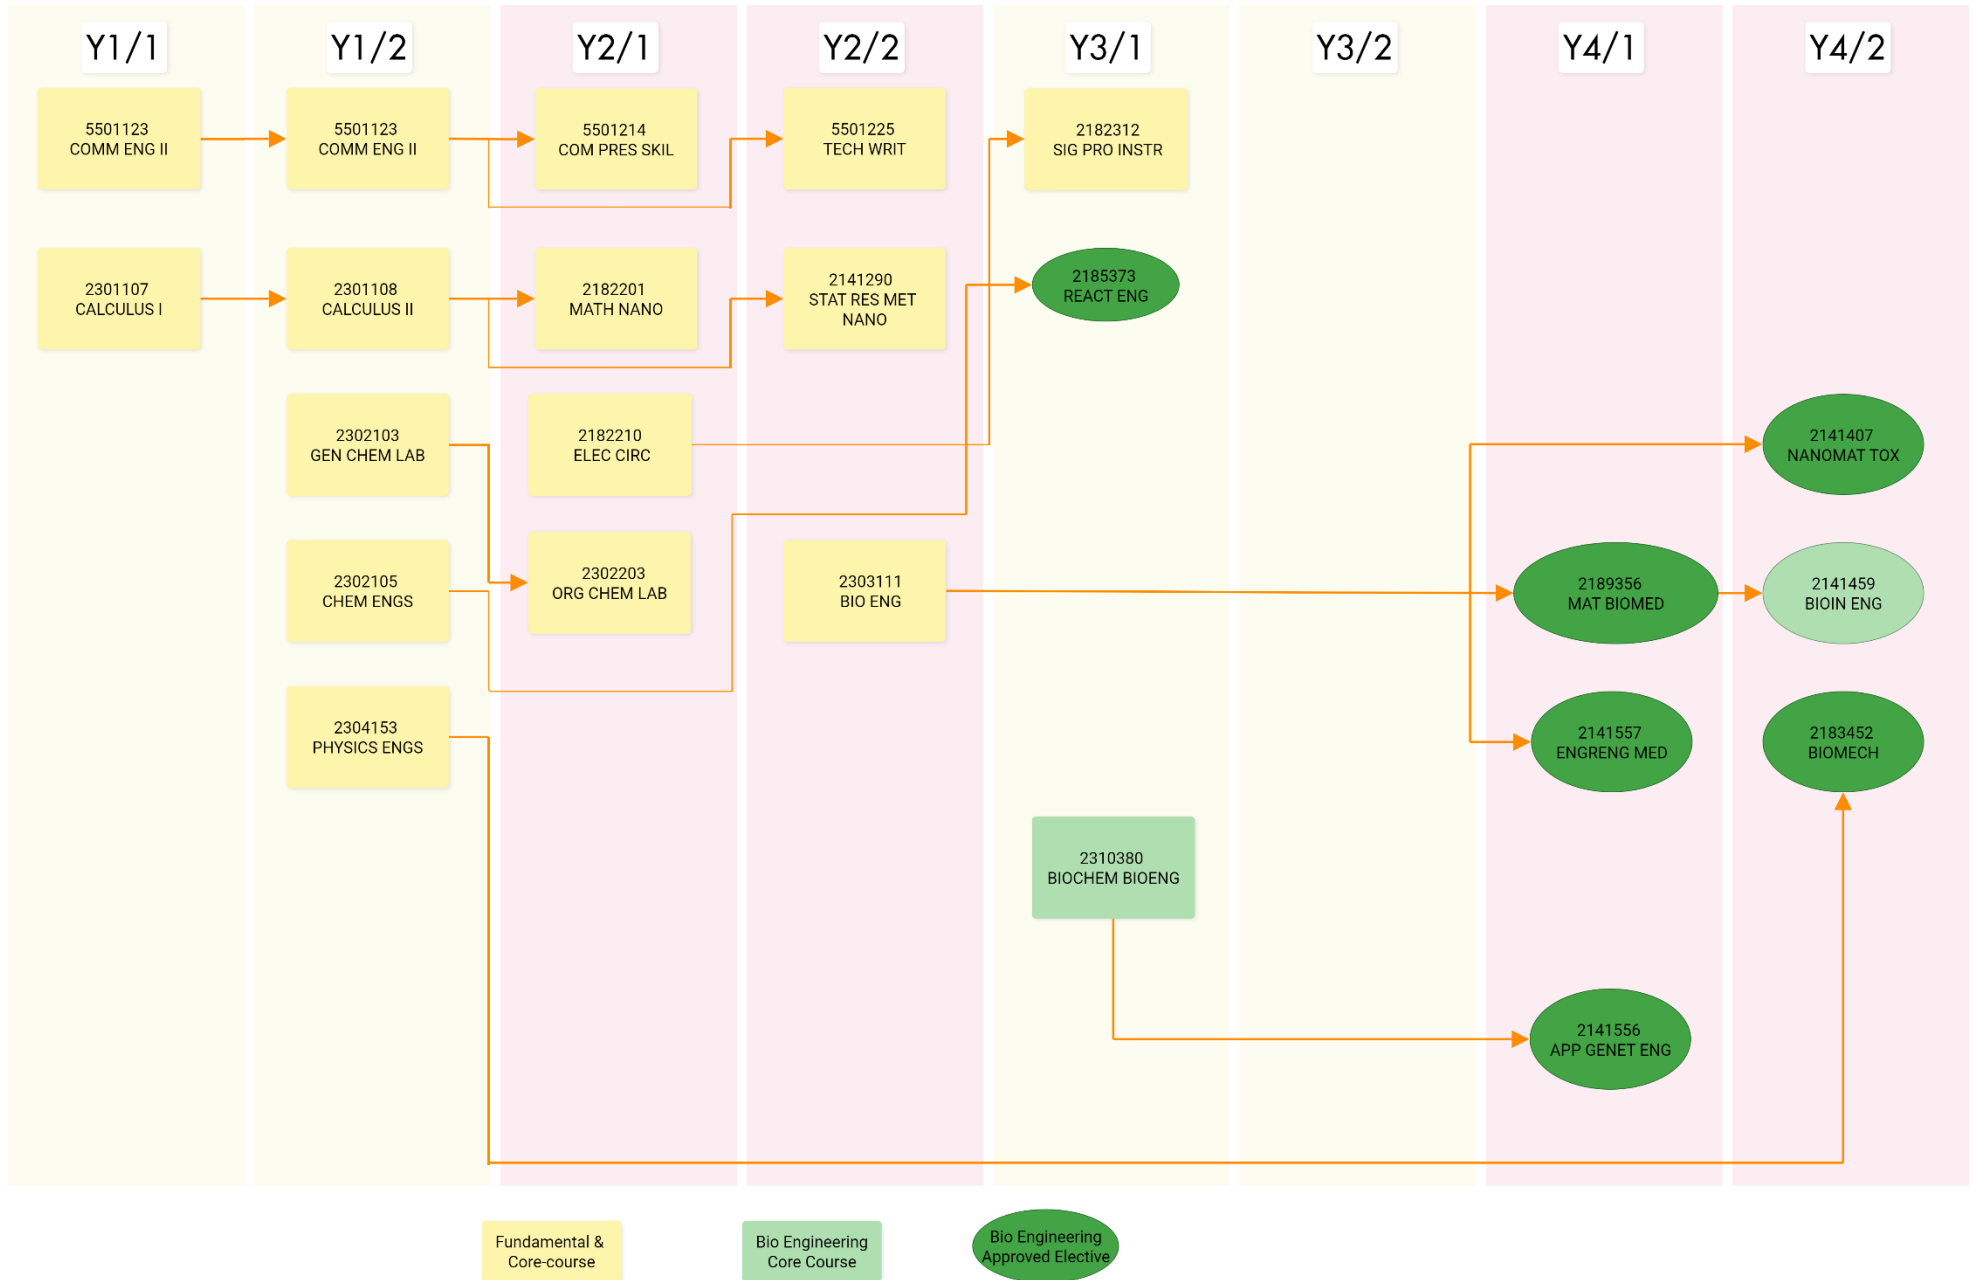 Y1/1
Y1/2
Y2/1
Y2/2
Y3/1
Y3/2
Y4/1
Y4/2
5501123
COMM ENG II
5501123
COMM ENG II
5501214
COM PRES SKIL
5501225
TECH WRIT
2182312
SIG PRO INSTR
2301107
CALCULUS I
2301108
CALCULUS II
2182201
MATH NANO
2141290
STAT RES MET
NANO
2185373
REACT ENG
2302103
GEN CHEM LAB
2182210
ELEC CIRC
2141407
NANOMAT TOX
2302105
CHEM ENGS
2302203
ORG CHEM LAB
2303111
BIO ENG
2189356
MAT BIOMED
2141459
BIOIN ENG
2304153
PHYSICS ENGS
2141557
ENGRENG MED
2183452
BIOMECH
2310380
BIOCHEM BIOENG
2141556
APP GENET ENG
Fundamental &
Core-course
Bio Engineering
Core Course
Bio Engineering
Approved Elective